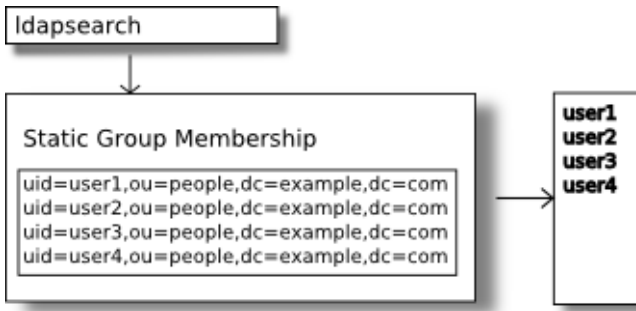 ldapsearch
Static Group Membership
uid=user1,ou=people,dc=example,dc=com
uid=user2,ou=people,dc=example,dc=com
uid=user3,ou=people,dc=example,dc=com
uid=user4,ou=people,dc=example,dc=com
user1
user2
user3
user4